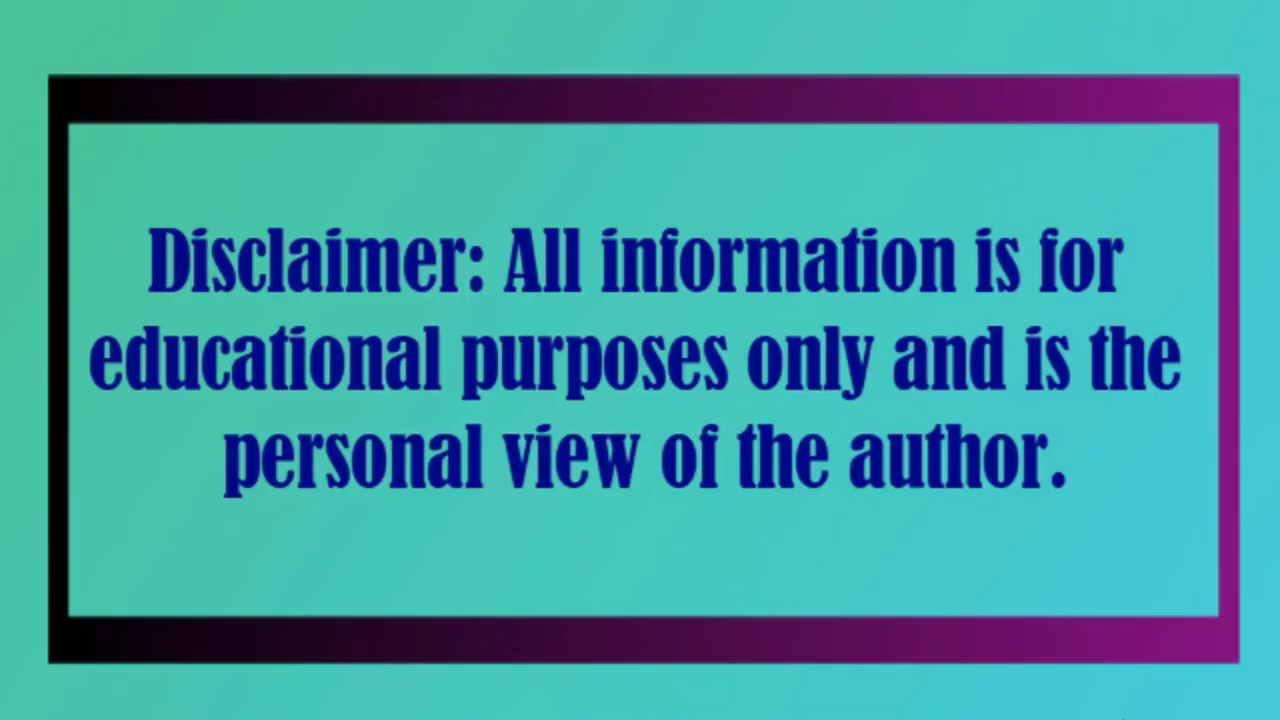 Disclaimer: All information is for
educational purposes only and is the
personal view of the author.